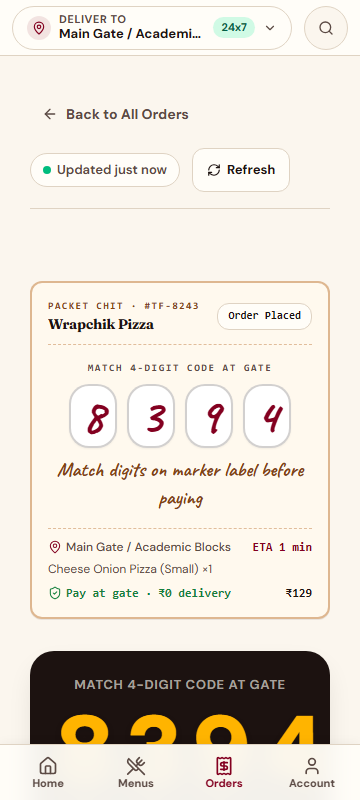 DELIVER TO
Main Gate / Academi...
24x7
Back to All Orders
Updated just now
Refresh
PACKET CHIT · #TF-8243
Wrapchik Pizza
Order Placed
MATCH 4-DIGIT CODE AT GATE
8 3 9 4
Match digits on marker label before
paying
Main Gate / Academic Blocks
ETA 1 min
Cheese Onion Pizza (Small) ×1
Pay at gate · ₹0 delivery
₹129
MATCH 4-DIGIT CODE AT GATE
8394
Home
Menus
Orders
Account